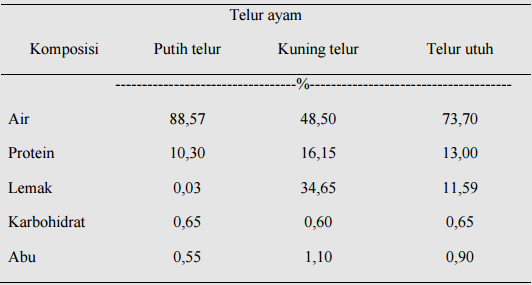 Telur ayam
Komposisi Putih telur Kuning telur Telur utuh
----------------------------------%--------------------------------------
Air 88,57 48,50 73,70
Protein 10,30 16,15 13,00
Lemak 0,03 34,65 11,59
Karbohidrat 0,65 0,60 0,65
Abu 0,55 1,10 0,90